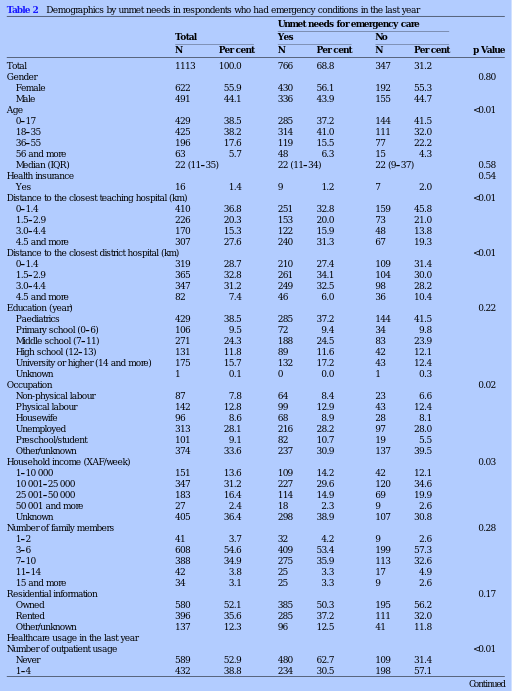 Table 2 Demographics by unmet needs in respondents who had emergency conditions in the last year
Unmet needs for emergency care
Total Yes No
N Per cent N Per cent N Per cent p Value
Total 1113 100.0 766 68.8 347 31.2
Gender 0.80
Female 622 55.9 430 56.1 192 55.3
Male 491 44.1 336 43.9 155 44.7
Age <0.01
0–17 429 38.5 285 37.2 144 41.5
18–35 425 38.2 314 41.0 111 32.0
36–55 196 17.6 119 15.5 77 22.2
56 and more 63 5.7 48 6.3 15 4.3
Median (IQR) 22 (11–35) 22 (11–34) 22 (9–37) 0.58
Health insurance 0.54
Yes 16 1.4 9 1.2 7 2.0
Distance to the closest teaching hospital (km) <0.01
0–1.4 410 36.8 251 32.8 159 45.8
1.5–2.9 226 20.3 153 20.0 73 21.0
3.0–4.4 170 15.3 122 15.9 48 13.8
4.5 and more 307 27.6 240 31.3 67 19.3
Distance to the closest district hospital (km) <0.01
0–1.4 319 28.7 210 27.4 109 31.4
1.5–2.9 365 32.8 261 34.1 104 30.0
3.0–4.4 347 31.2 249 32.5 98 28.2
4.5 and more 82 7.4 46 6.0 36 10.4
Education (year) 0.22
Paediatrics 429 38.5 285 37.2 144 41.5
Primary school (0–6) 106 9.5 72 9.4 34 9.8
Middle school (7–11) 271 24.3 188 24.5 83 23.9
High school (12–13) 131 11.8 89 11.6 42 12.1
University or higher (14 and more) 175 15.7 132 17.2 43 12.4
Unknown 1 0.1 0 0.0 1 0.3
Occupation 0.02
Non-physical labour 87 7.8 64 8.4 23 6.6
Physical labour 142 12.8 99 12.9 43 12.4
Housewife 96 8.6 68 8.9 28 8.1
Unemployed 313 28.1 216 28.2 97 28.0
Preschool/student 101 9.1 82 10.7 19 5.5
Other/unknown 374 33.6 237 30.9 137 39.5
Household income (XAF/week) 0.03
1–10 000 151 13.6 109 14.2 42 12.1
10 001–25 000 347 31.2 227 29.6 120 34.6
25 001–50 000 183 16.4 114 14.9 69 19.9
50 001 and more 27 2.4 18 2.3 9 2.6
Unknown 405 36.4 298 38.9 107 30.8
Number of family members 0.28
1–2 41 3.7 32 4.2 9 2.6
3–6 608 54.6 409 53.4 199 57.3
7–10 388 34.9 275 35.9 113 32.6
11–14 42 3.8 25 3.3 17 4.9
15 and more 34 3.1 25 3.3 9 2.6
Residential information 0.17
Owned 580 52.1 385 50.3 195 56.2
Rented 396 35.6 285 37.2 111 32.0
Other/unknown 137 12.3 96 12.5 41 11.8
Healthcare usage in the last year
Number of outpatient usage <0.01
Never 589 52.9 480 62.7 109 31.4
1–4 432 38.8 234 30.5 198 57.1
Continued